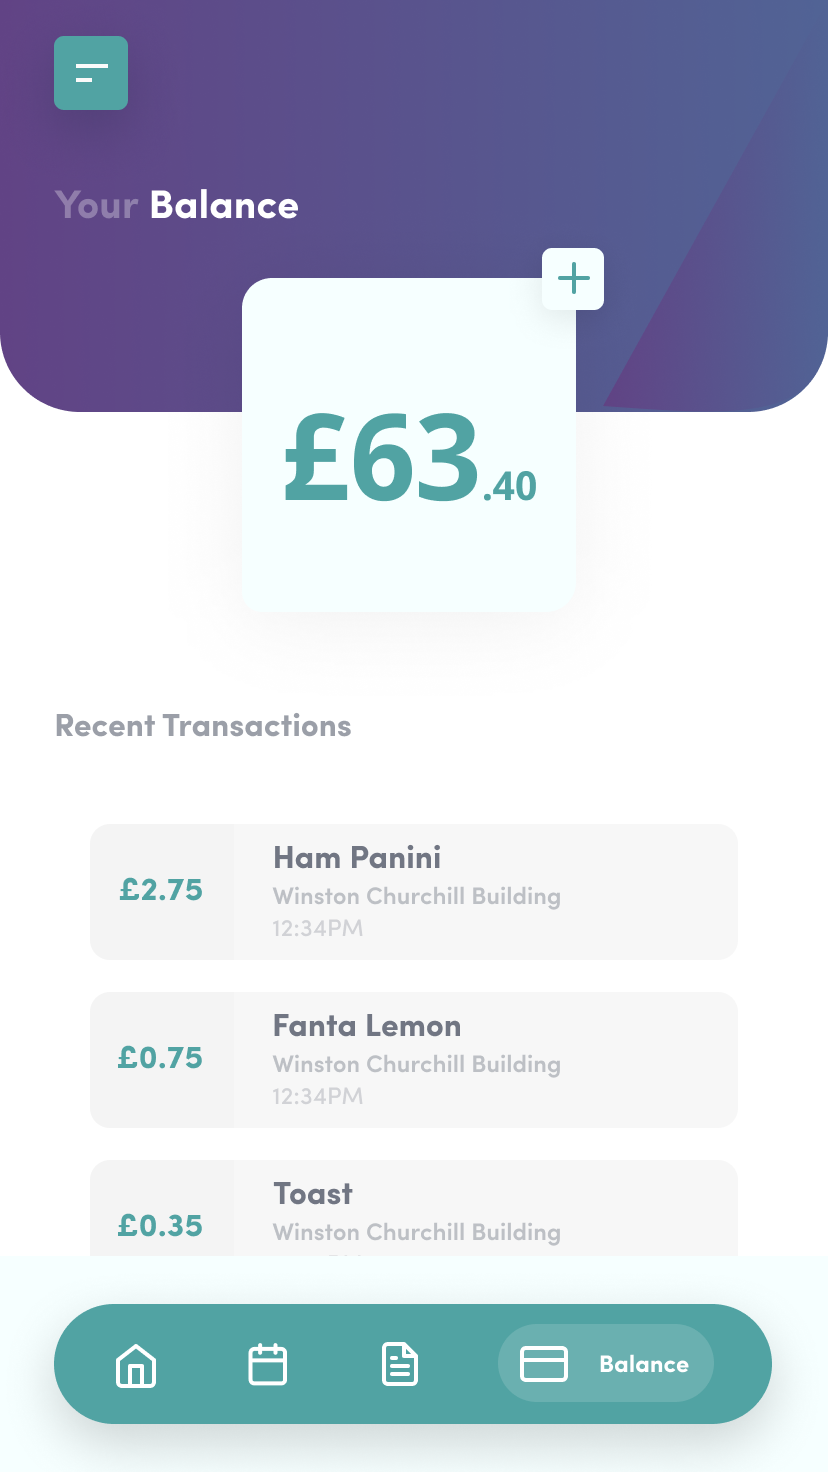 Your Balance
£63.40
Recent Transactions
£2.75
Ham Panini
Winston Churchill Building
12:34PM
£0.75
Fanta Lemon
Winston Churchill Building
12:34PM
£0.35
Toast
Winston Churchill Building
Balance